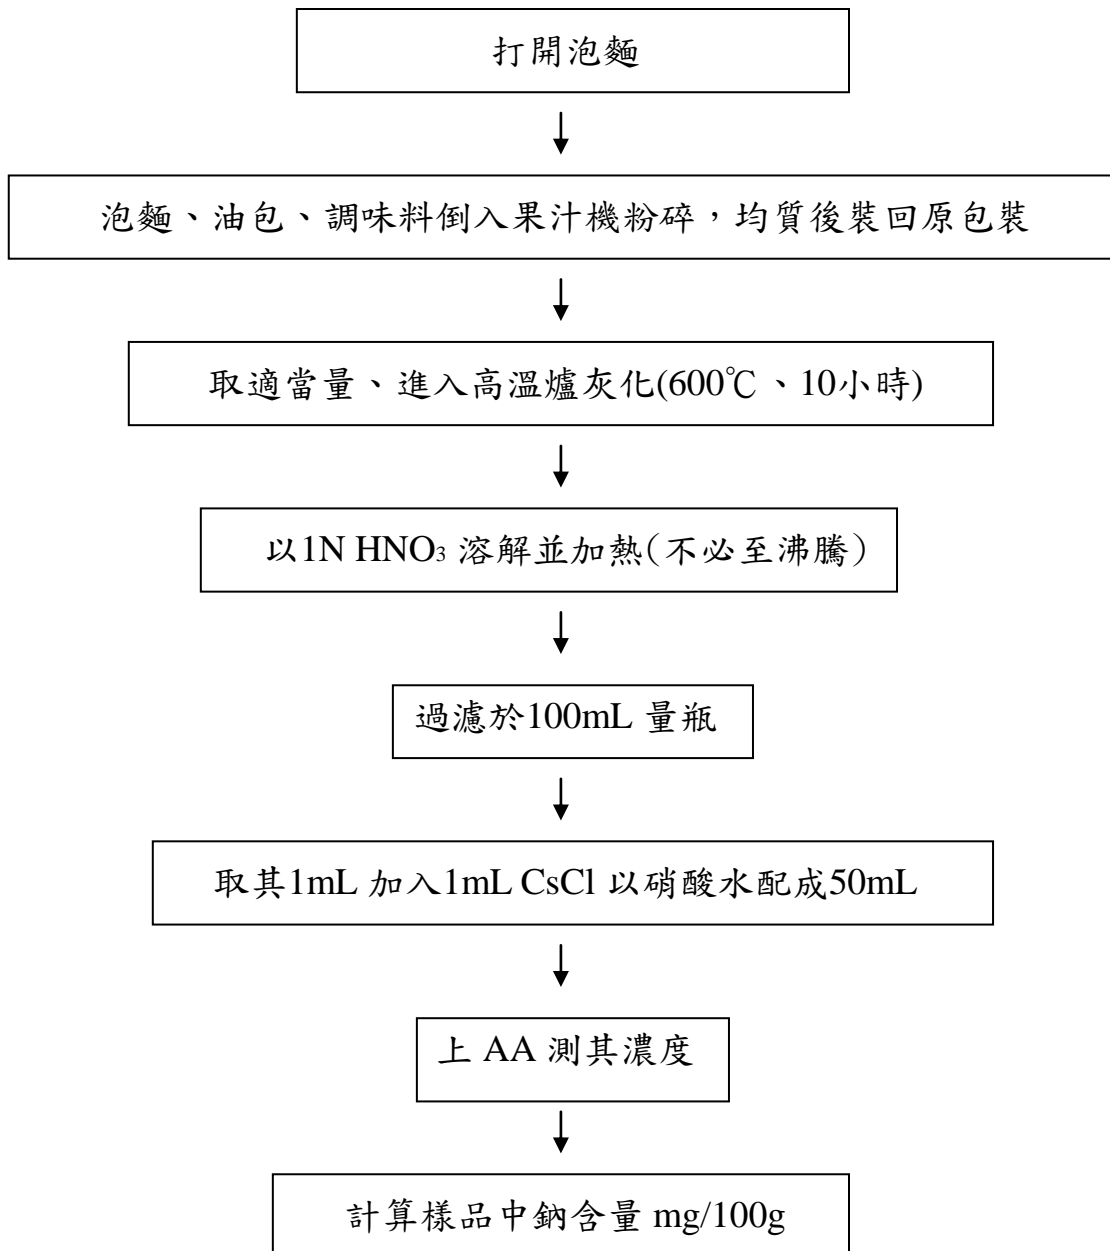 打開泡麵
泡麵、油包、調味料倒入果汁機粉碎，均質後裝回原包裝
取適當量、進入高溫爐灰化(600℃、10小時)
以1N HNO₃ 溶解並加熱(不必至沸騰)
過濾於100mL 量瓶
取其1mL 加入1mL CsCl 以硝酸水配成50mL
上 AA 測其濃度
計算樣品中鈉含量 mg/100g